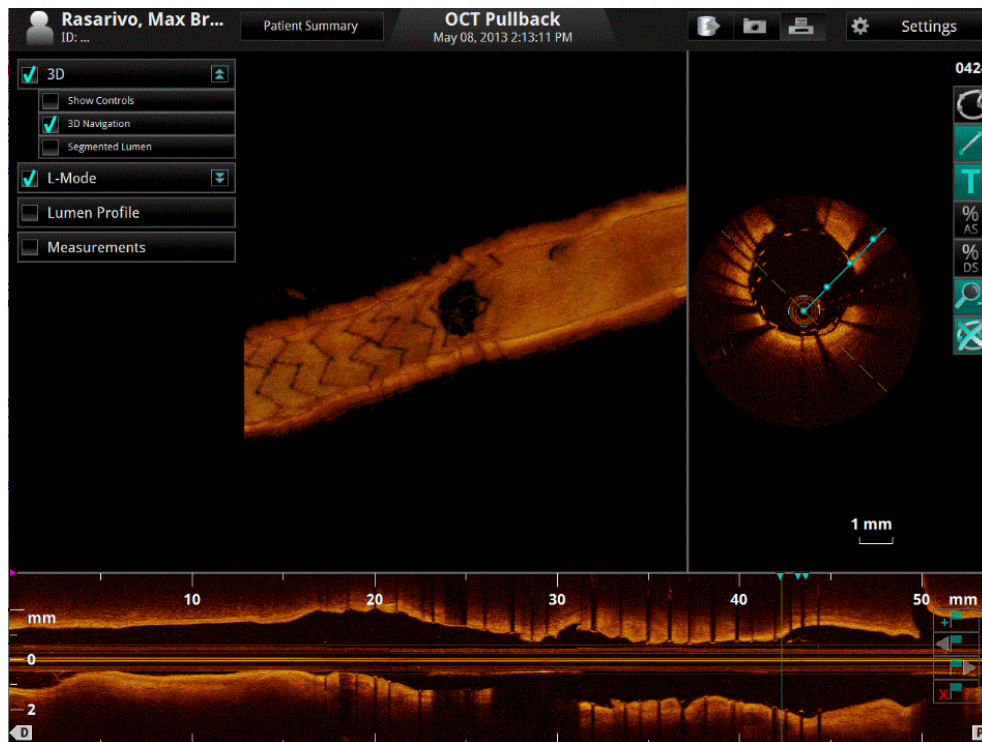 Rasarivo, Max Br...
ID: ...
Patient Summary
OCT Pullback
May 08, 2013 2:13:11 PM
Settings
3D
Show Controls
3D Navigation
Segmented Lumen
L-Mode
Lumen Profile
Measurements
042
T
%
AS
%
DS
1 mm
10 20 30 40 50 mm
mm
0
2
D P